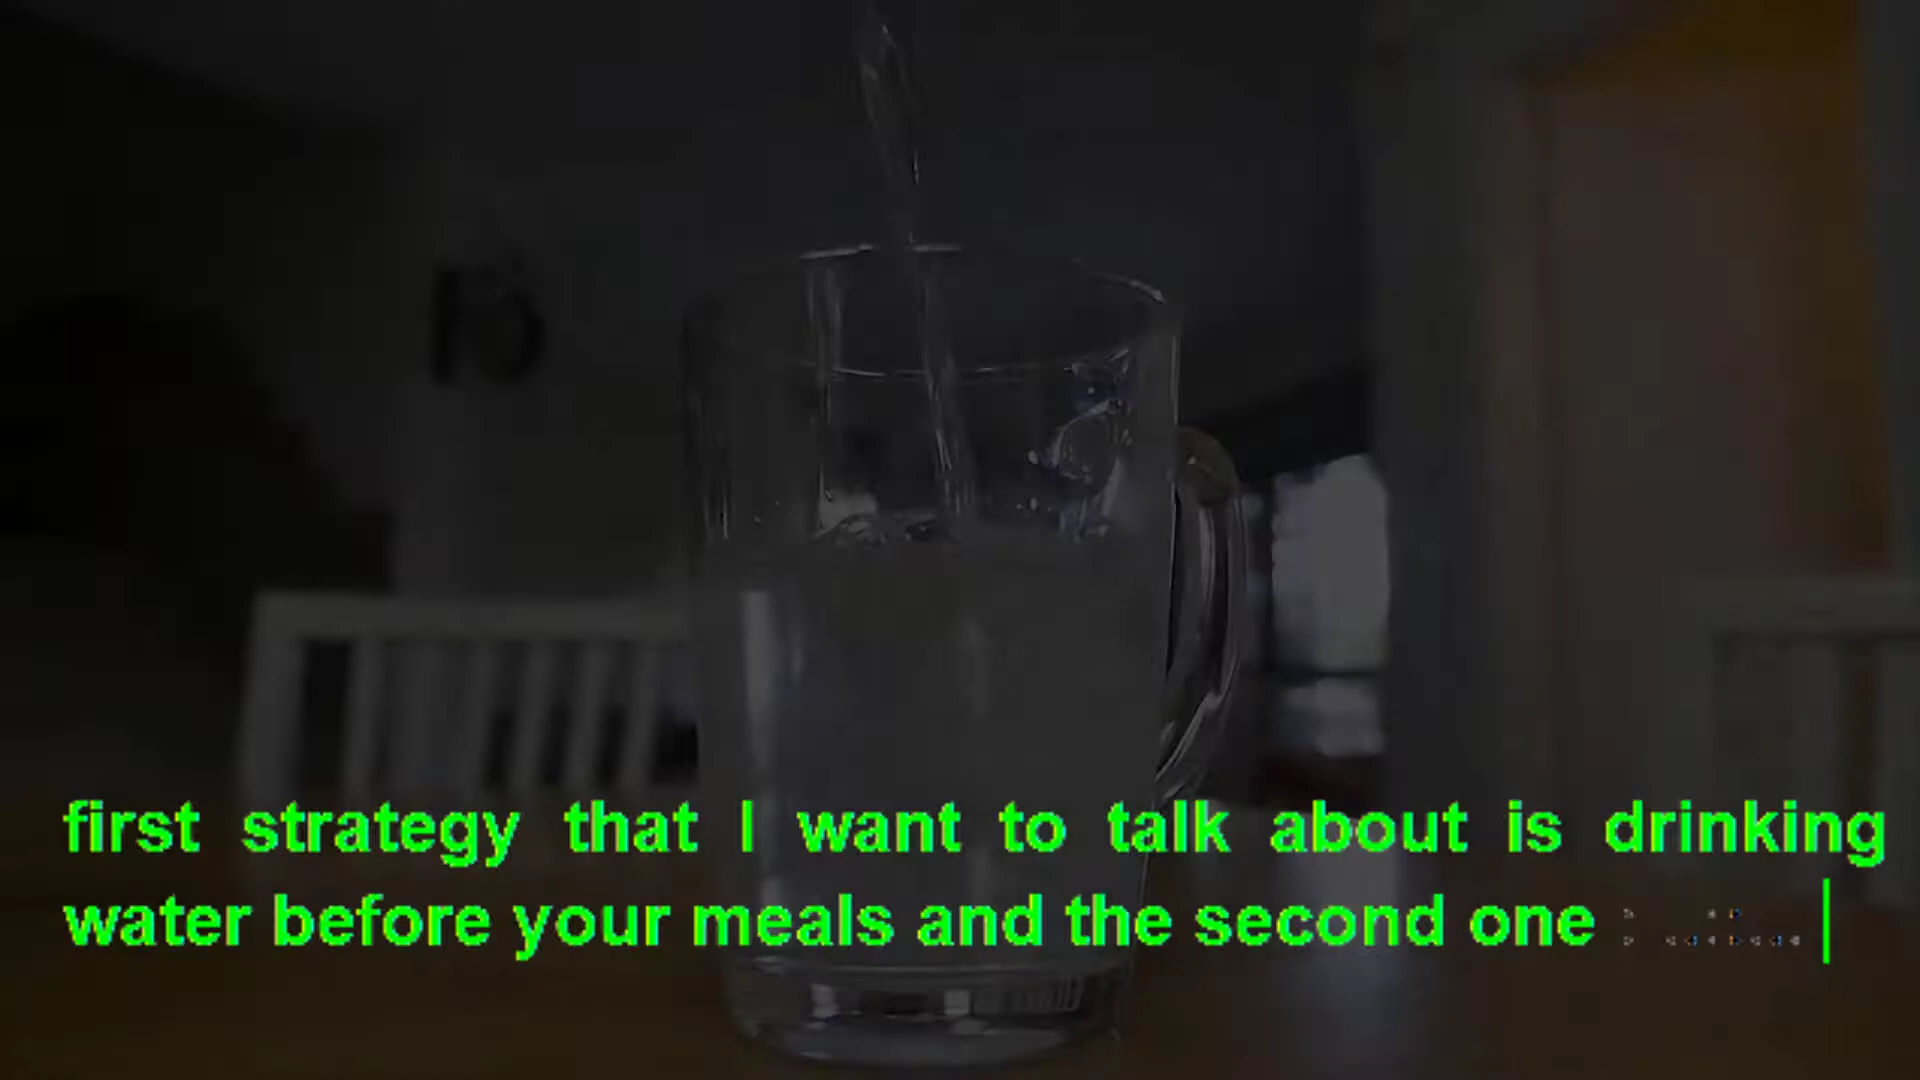 first strategy that I want to talk about is drinking
water before your meals and the second one